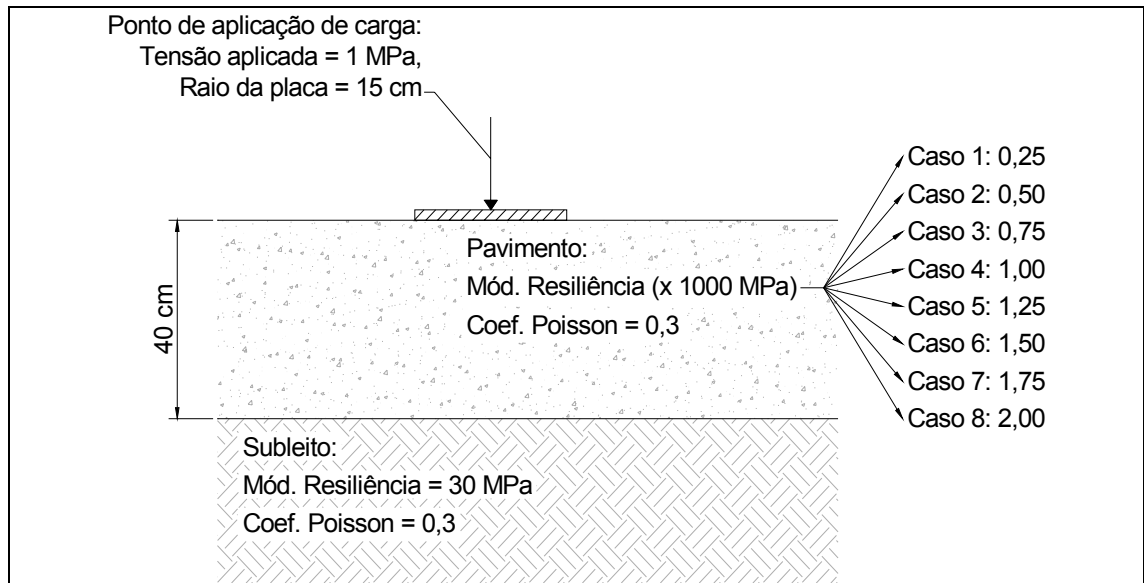 Ponto de aplicação de carga:
Tensão aplicada = 1 MPa,
Raio da placa = 15 cm
40 cm
Pavimento:
Mód. Resiliência (x 1000 MPa)
Coef. Poisson = 0,3
Caso 1: 0,25
Caso 2: 0,50
Caso 3: 0,75
Caso 4: 1,00
Caso 5: 1,25
Caso 6: 1,50
Caso 7: 1,75
Caso 8: 2,00
Subleito:
Mód. Resiliência = 30 MPa
Coef. Poisson = 0,3